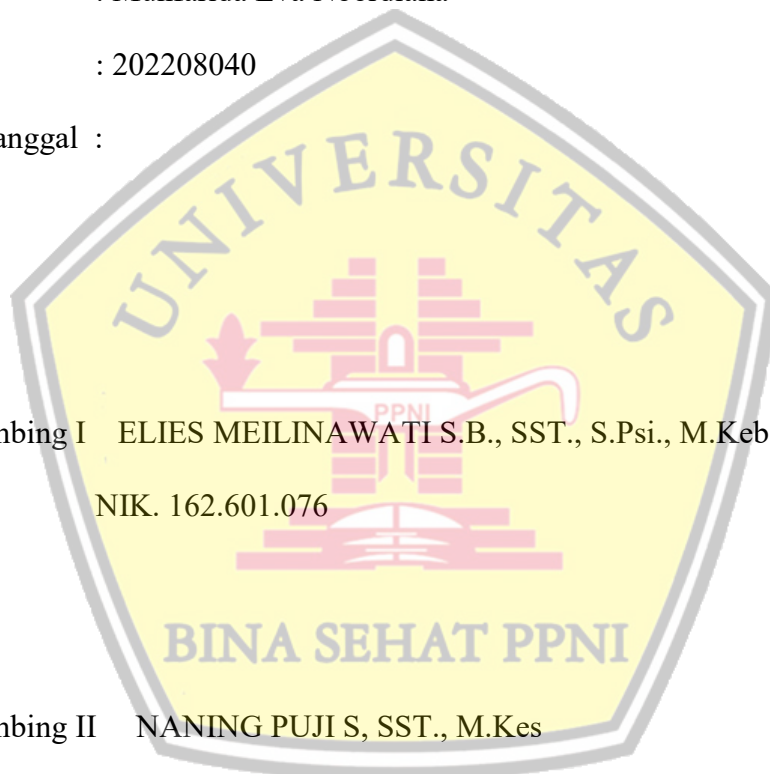 : 202208040
anggal :
UNIVERSITAS
PPNI
nbing I ELIES MEILINAWATI S.B., SST., S.Psi., M.Keb
NIK. 162.601.076
BINA SEHAT PPNI
nbing II NANING PUJI S, SST., M.Kes